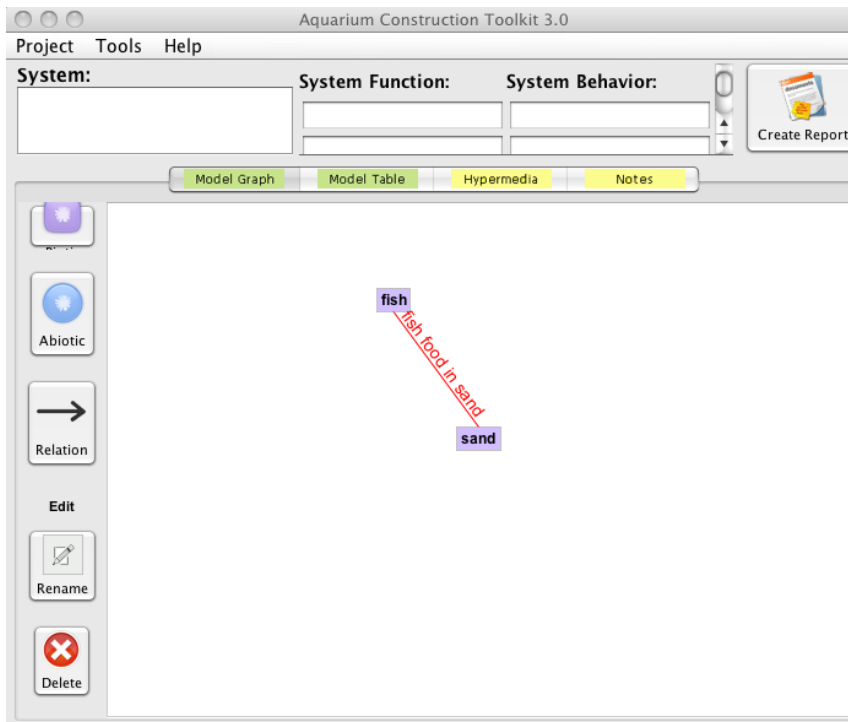 Aquarium Construction Toolkit 3.0
Project Tools Help
System:
System Function:
System Behavior:
Create Report
Model Graph
Model Table
Hypermedia
Notes
Abiotic
Relation
Edit
Rename
Delete
fish
fish food in sand
sand